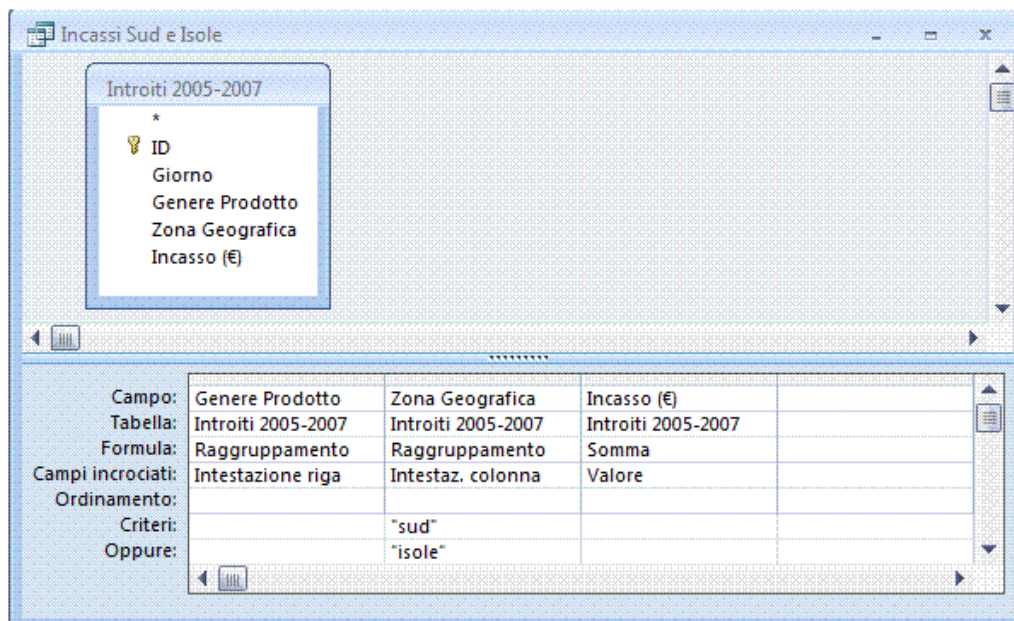 Incassi Sud e Isole
Introiti 2005-2007
*
ID
Giorno
Genere Prodotto
Zona Geografica
Incasso (€)
Campo: Genere Prodotto Zona Geografica Incasso (€)
Tabella: Introiti 2005-2007 Introiti 2005-2007 Introiti 2005-2007
Formula: Raggruppamento Raggruppamento Somma
Campi incrociati: Intestazione riga Intestaz. colonna Valore
Ordinamento:
Criteri: "sud"
Oppure: "isole"